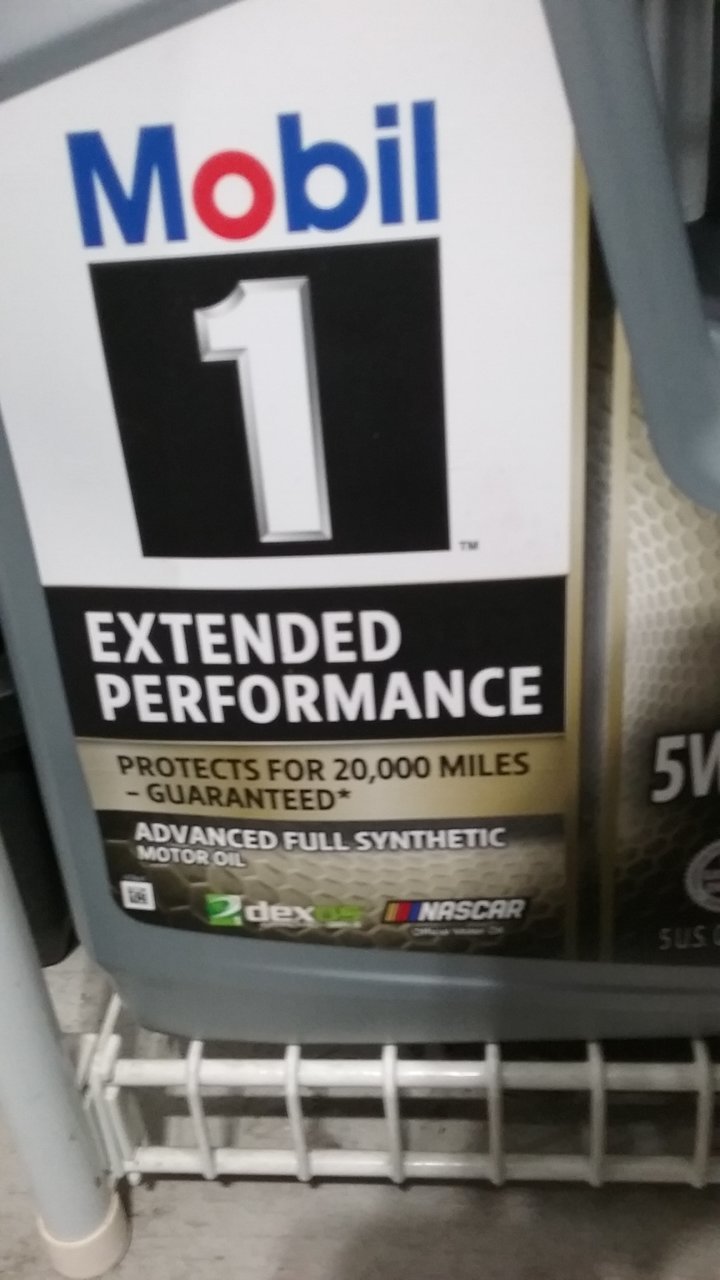 Mobil
1
TM
EXTENDED
PERFORMANCE
PROTECTS FOR 20,000 MILES
– GUARANTEED*
ADVANCED FULL SYNTHETIC
MOTOR OIL
dexos
NASCAR
5W
5 U.S.